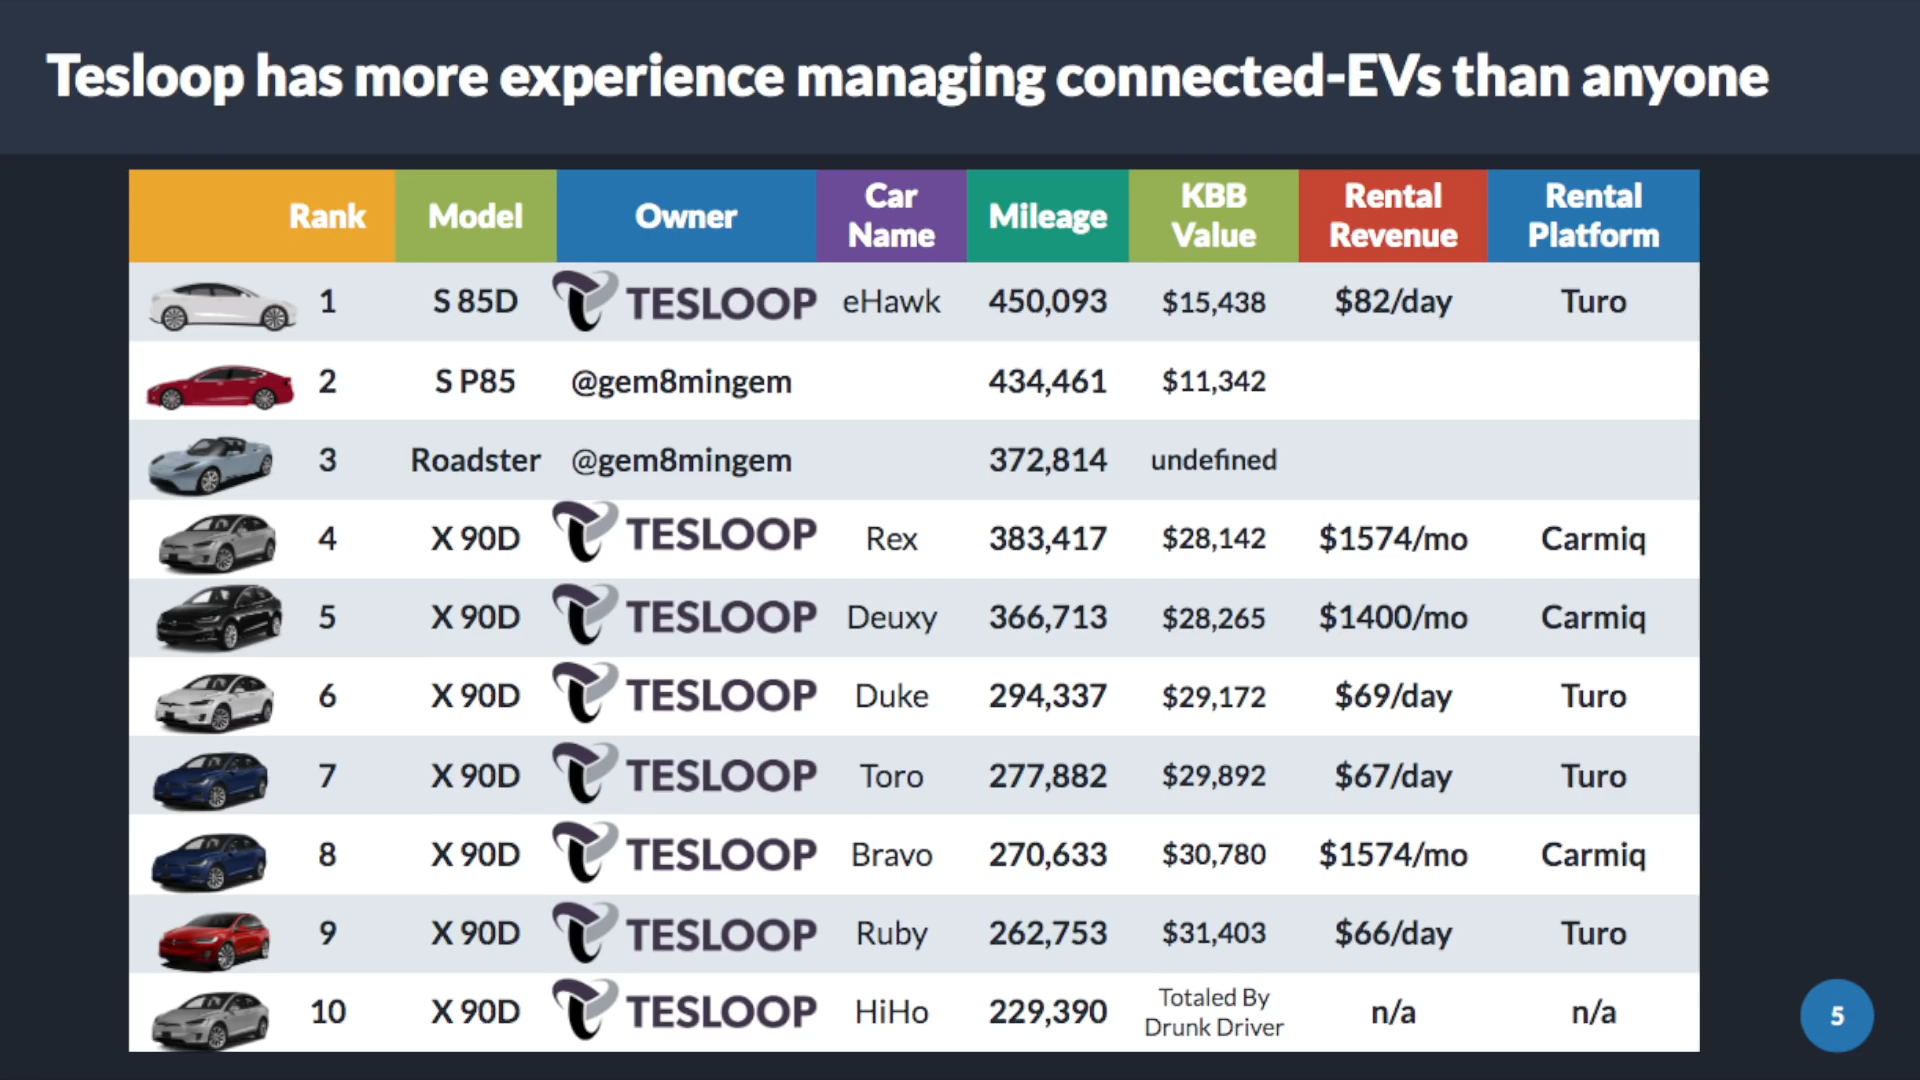 Tesloop has more experience managing connected-EVs than anyone
Rank Model Owner Car Name Mileage KBB Value Rental Revenue Rental Platform
1 S 85D TESLOOP eHawk 450,093 $15,438 $82/day Turo
2 S P85 @gem8mingem 434,461 $11,342
3 Roadster @gem8mingem 372,814 undefined
4 X 90D TESLOOP Rex 383,417 $28,142 $1574/mo Carmiq
5 X 90D TESLOOP Deuxy 366,713 $28,265 $1400/mo Carmiq
6 X 90D TESLOOP Duke 294,337 $29,172 $69/day Turo
7 X 90D TESLOOP Toro 277,882 $29,892 $67/day Turo
8 X 90D TESLOOP Bravo 270,633 $30,780 $1574/mo Carmiq
9 X 90D TESLOOP Ruby 262,753 $31,403 $66/day Turo
10 X 90D TESLOOP HiHo 229,390 Totaled By Drunk Driver n/a n/a
5